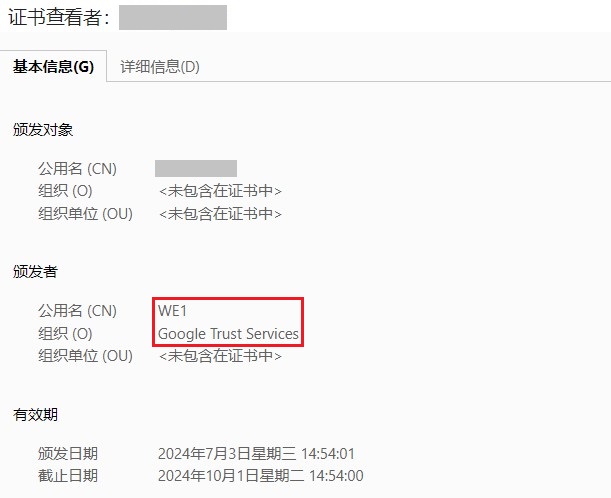 证书查看者：
基本信息(G) 详细信息(D)
颁发对象
公用名 (CN)
组织 (O) <未包含在证书中>
组织单位 (OU) <未包含在证书中>
颁发者
公用名 (CN) WE1
组织 (O) Google Trust Services
组织单位 (OU) <未包含在证书中>
有效期
颁发日期 2024年7月3日星期三 14:54:01
截止日期 2024年10月1日星期二 14:54:00